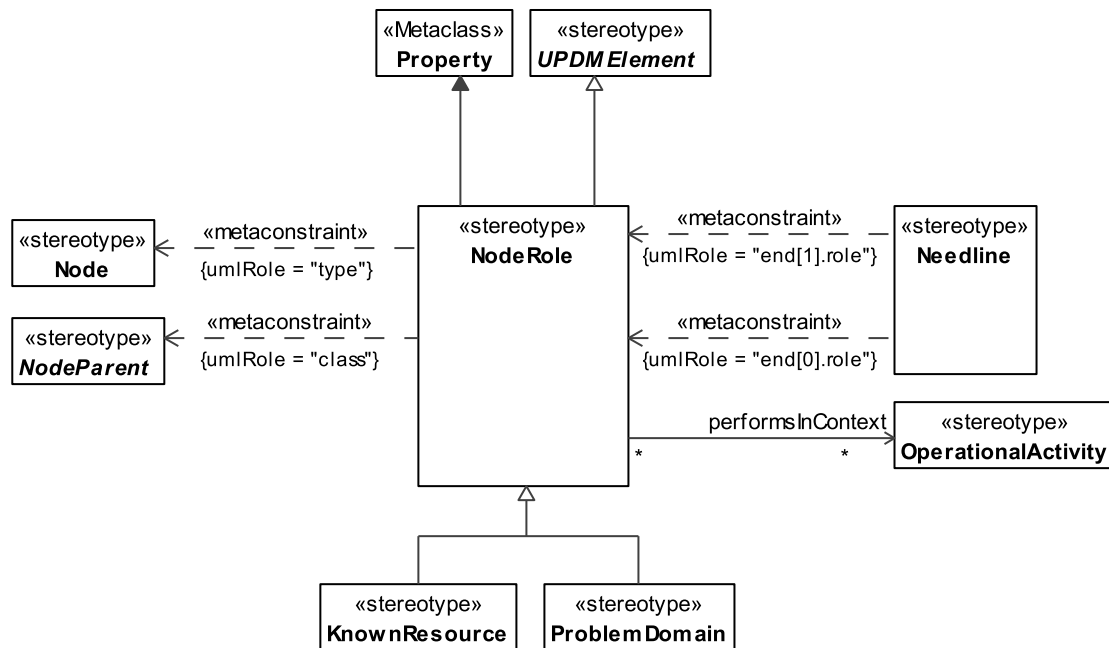 «Metaclass»
Property
«stereotype»
UPDMElement
«stereotype»
Node
«metaconstraint»
{umlRole = "type"}
«stereotype»
NodeRole
«metaconstraint»
{umlRole = "end[1].role"}
«stereotype»
Needline
«stereotype»
NodeParent
«metaconstraint»
{umlRole = "class"}
«metaconstraint»
{umlRole = "end[0].role"}
performsInContext
*
*
«stereotype»
OperationalActivity
«stereotype»
KnownResource
«stereotype»
ProblemDomain